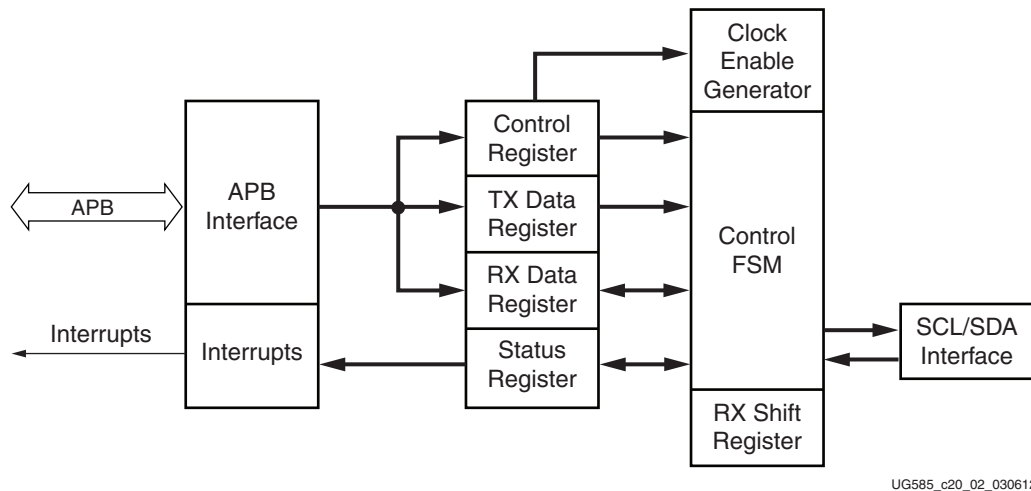 Clock
Enable
Generator
Control
Register
APB
APB
Interface
TX Data
Register
Control
FSM
RX Data
Register
Interrupts
Interrupts
Status
Register
SCL/SDA
Interface
RX Shift
Register
UG585_c20_02_030612